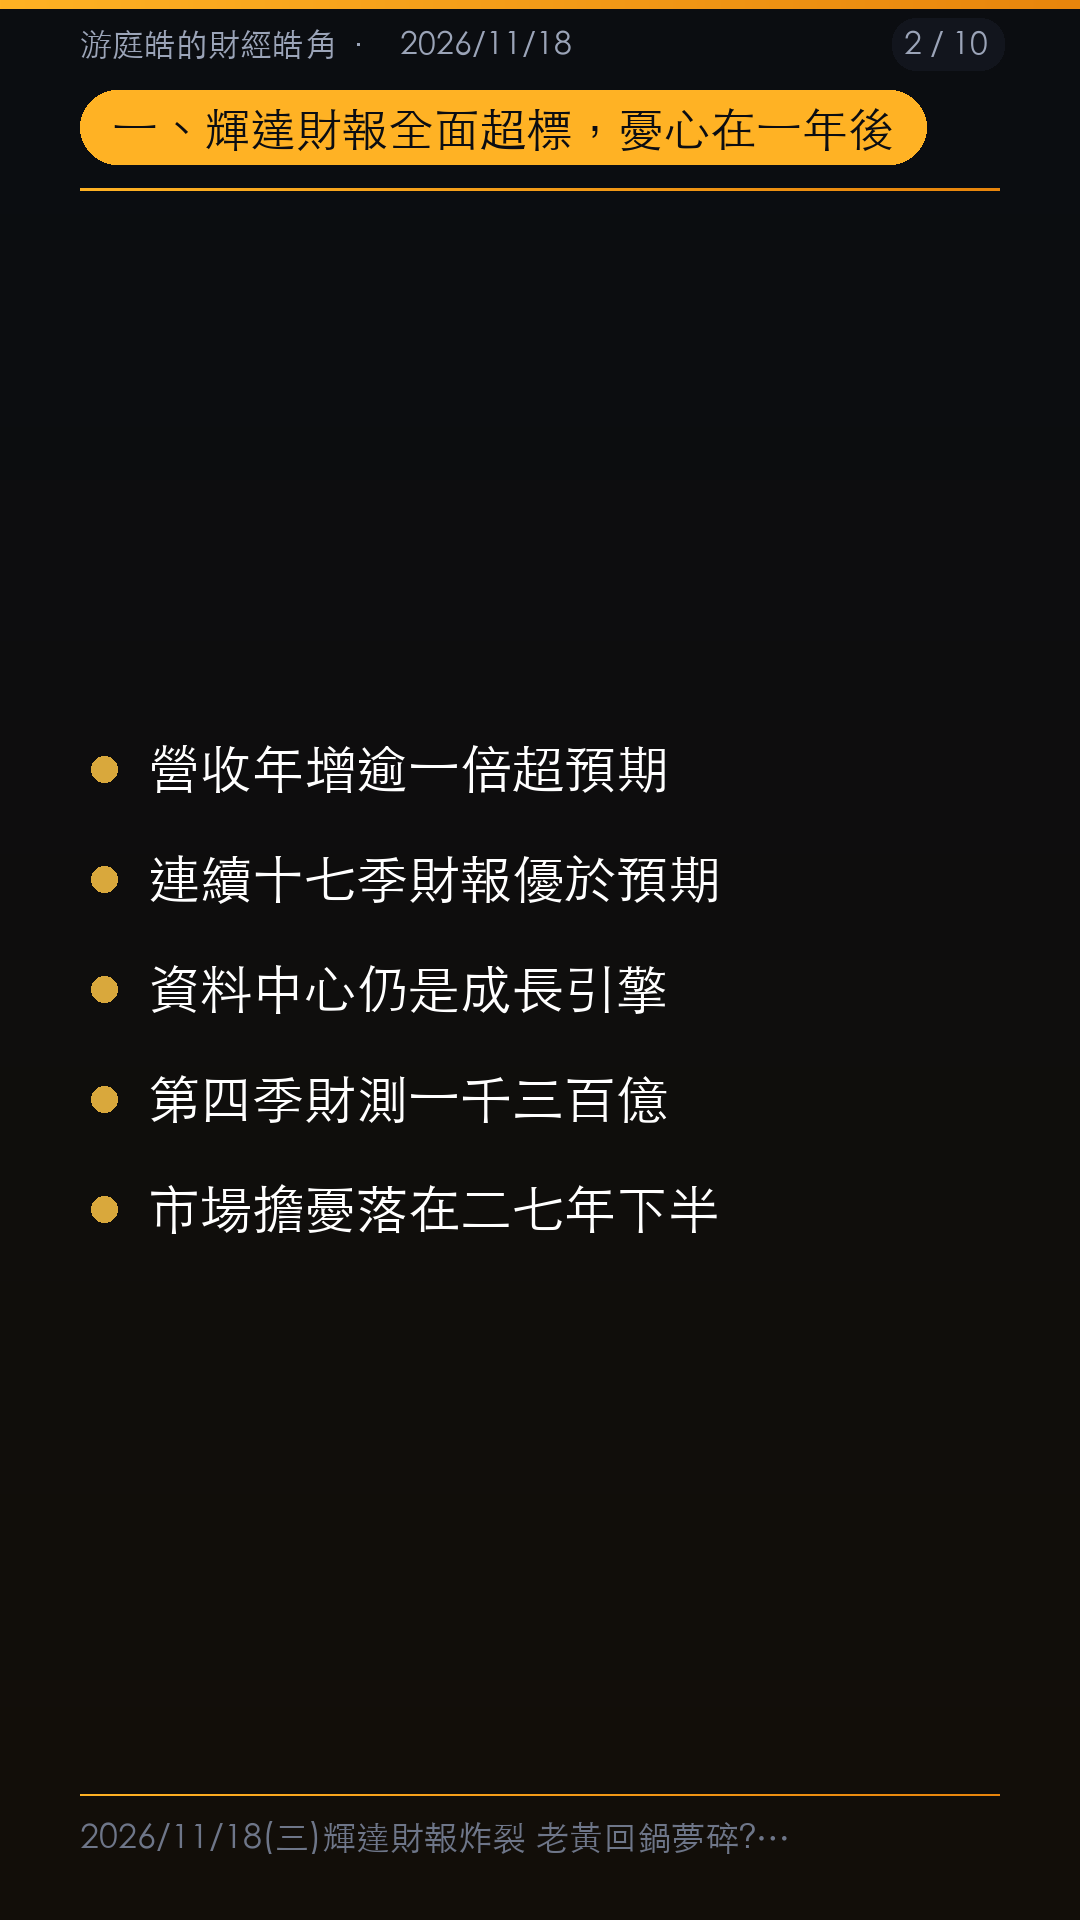 游庭皓的財經皓角 · 2026/11/18
2 / 10
一、輝達財報全面超標，憂心在一年後
營收年增逾一倍超預期
連續十七季財報優於預期
資料中心仍是成長引擎
第四季財測一千三百億
市場擔憂落在二七年下半
2026/11/18(三)輝達財報炸裂 老黃回鍋夢碎?⋯